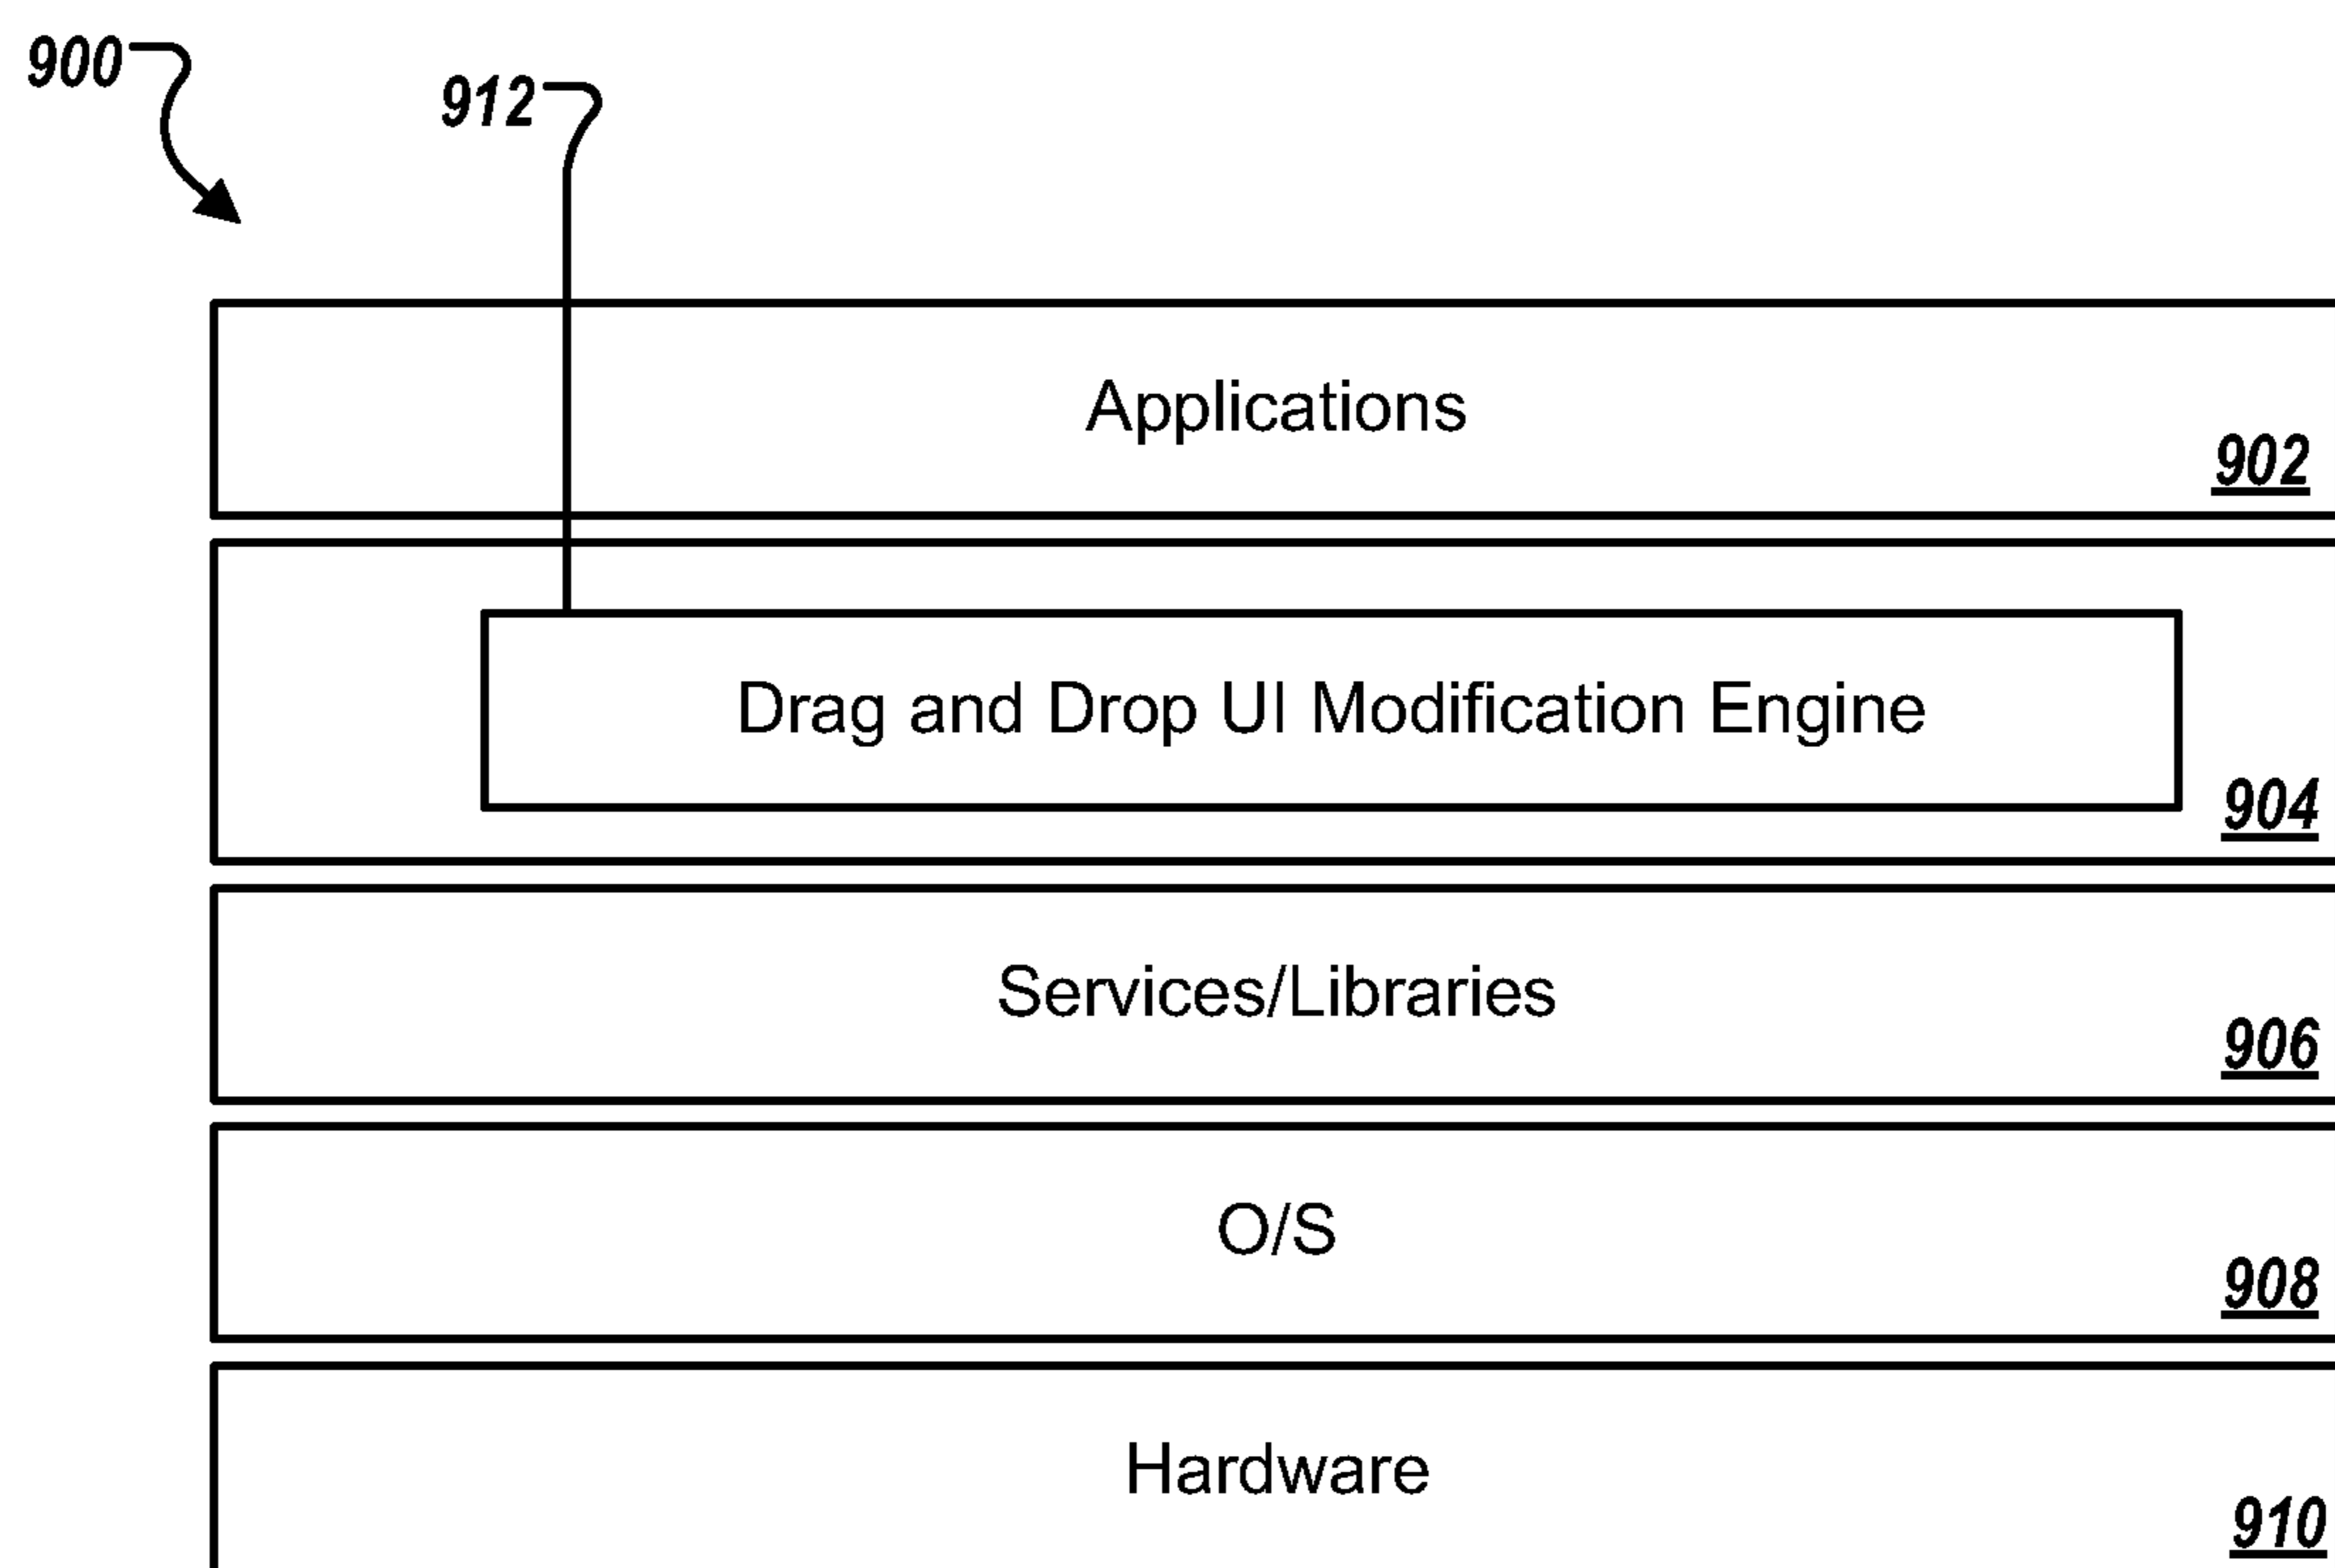 900
912
Applications
902
Drag and Drop UI Modification Engine
904
Services/Libraries
906
O/S
908
Hardware
910